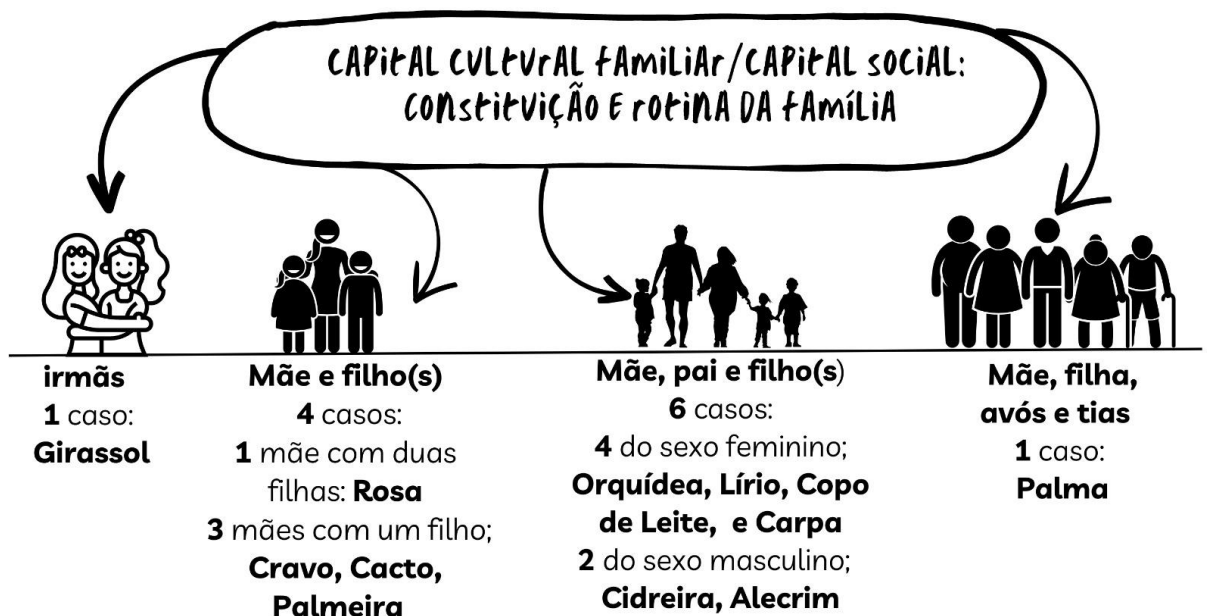 CAPITAL CULTURAL FAMILIAR/CAPITAL SOCIAL:
CONSTITUIÇÃO E ROTINA DA FAMÍLIA
irmãs
1 caso:
Girassol
Mãe e filho(s)
4 casos:
1 mãe com duas
filhas: Rosa
3 mães com um filho;
Cravo, Cacto,
Palmeira
Mãe, pai e filho(s)
6 casos:
4 do sexo feminino;
Orquídea, Lírio, Copo
de Leite, e Carpa
2 do sexo masculino;
Cidreira, Alecrim
Mãe, filha,
avós e tias
1 caso:
Palma